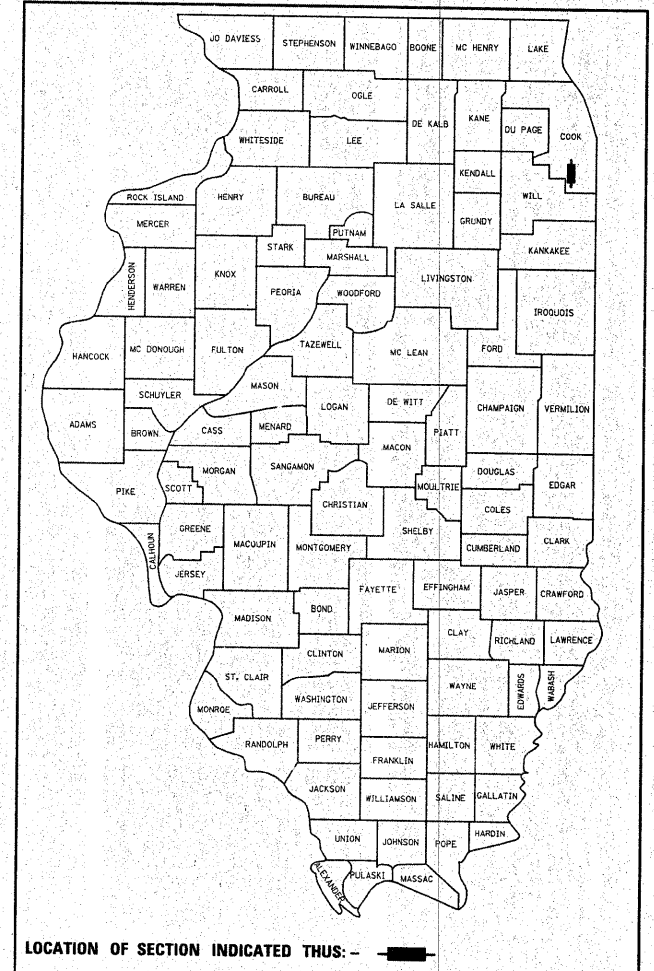 JO DAVIESS STEPHENSON WINNEBAGO BOONE MC HENRY LAKE
CARROLL OGLE DE KALB KANE DU PAGE COOK
WHITESIDE LEE
KENDALL WILL
ROCK ISLAND HENRY BUREAU LA SALLE
MERCER PUTNAM GRUNDY
STARK MARSHALL KANKAKEE
HENDERSON WARREN KNOX PEORIA WOODFORD LIVINGSTON IROQUOIS
HANCOCK MC DONOUGH FULTON TAZEWELL MC LEAN FORD
SCHUYLER MASON LOGAN DE WITT CHAMPAIGN VERMILION
ADAMS BROWN CASS MENARD MACON PIATT
MORGAN SANGAMON DOUGLAS
PIKE SCOTT CHRISTIAN MOULTRIE COLES EDGAR
GREENE MACOUPIN MONTGOMERY SHELBY CLARK
CALHOUN JERSEY CUMBERLAND
MADISON BOND FAYETTE EFFINGHAM JASPER CRAWFORD
CLINTON MARION CLAY RICHLAND LAWRENCE
ST. CLAIR WASHINGTON WAYNE EDWARDS WABASH
MONROE JEFFERSON
RANDOLPH PERRY FRANKLIN HAMILTON WHITE
JACKSON WILLIAMSON SALINE GALLATIN
UNION JOHNSON POPE HARDIN
ALEXANDER PULASKI MASSAC
LOCATION OF SECTION INDICATED THUS: -